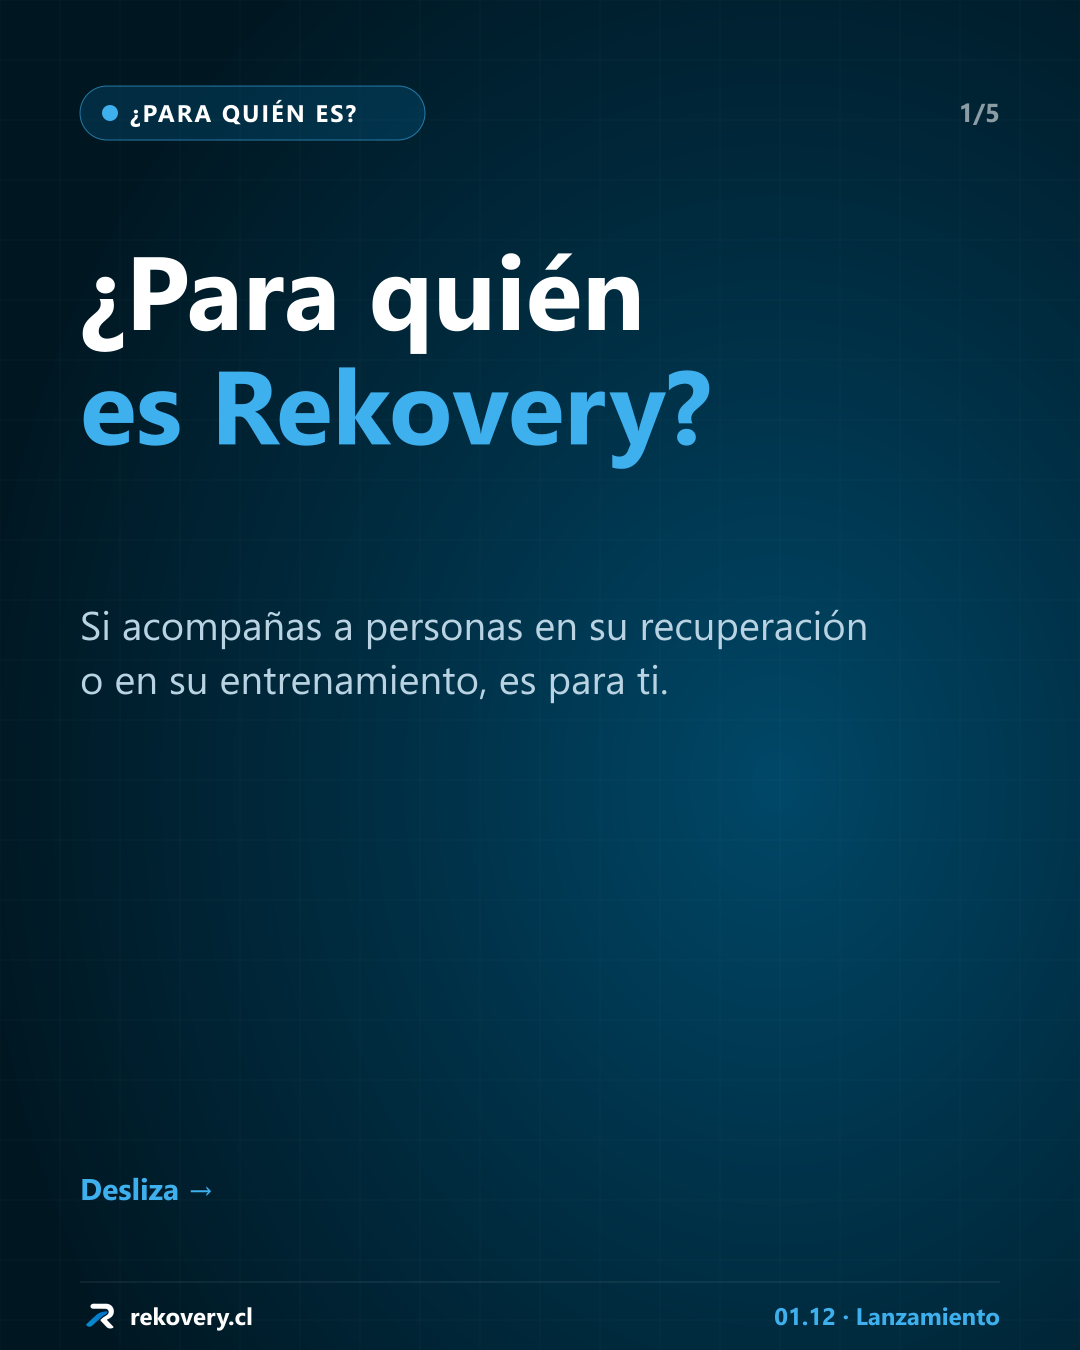 ¿PARA QUIÉN ES?
1/5
¿Para quién
es Rekovery?
Si acompañas a personas en su recuperación
o en su entrenamiento, es para ti.
Desliza →
rekovery.cl
01.12 · Lanzamiento